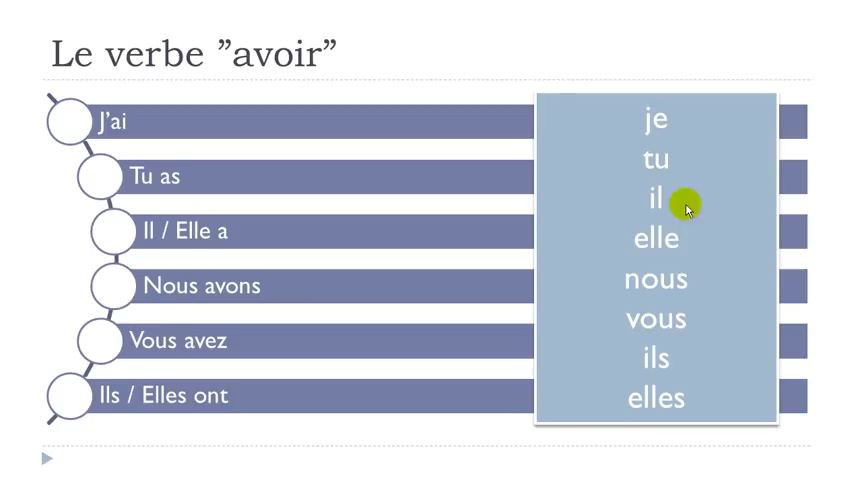 Le verbe ”avoir”
J’ai
Tu as
Il / Elle a
Nous avons
Vous avez
Ils / Elles ont
je
tu
il
elle
nous
vous
ils
elles